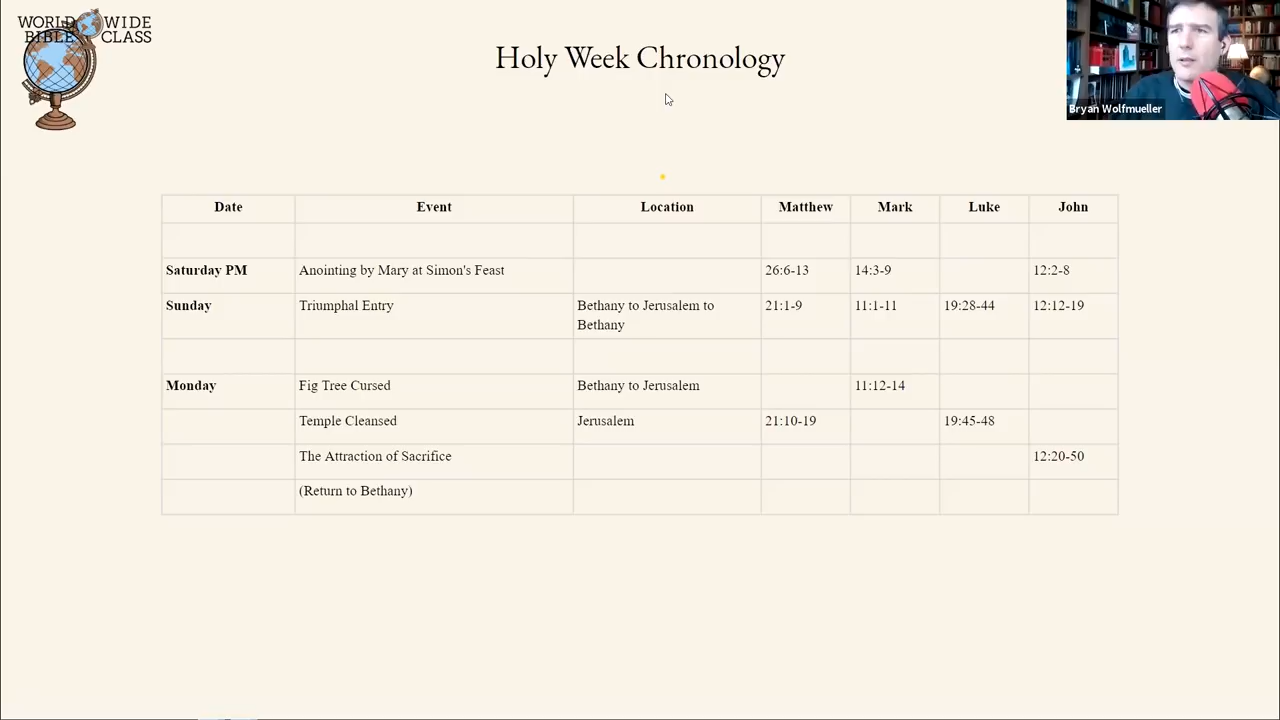 WORLD WIDE
BIBLE CLASS
Holy Week Chronology
Bryan Wolfmueller
Date Event Location Matthew Mark Luke John
Saturday PM Anointing by Mary at Simon's Feast 26:6-13 14:3-9 12:2-8
Sunday Triumphal Entry Bethany to Jerusalem to 21:1-9 11:1-11 19:28-44 12:12-19
Bethany
Monday Fig Tree Cursed Bethany to Jerusalem 11:12-14
Temple Cleansed Jerusalem 21:10-19 19:45-48
The Attraction of Sacrifice 12:20-50
(Return to Bethany)